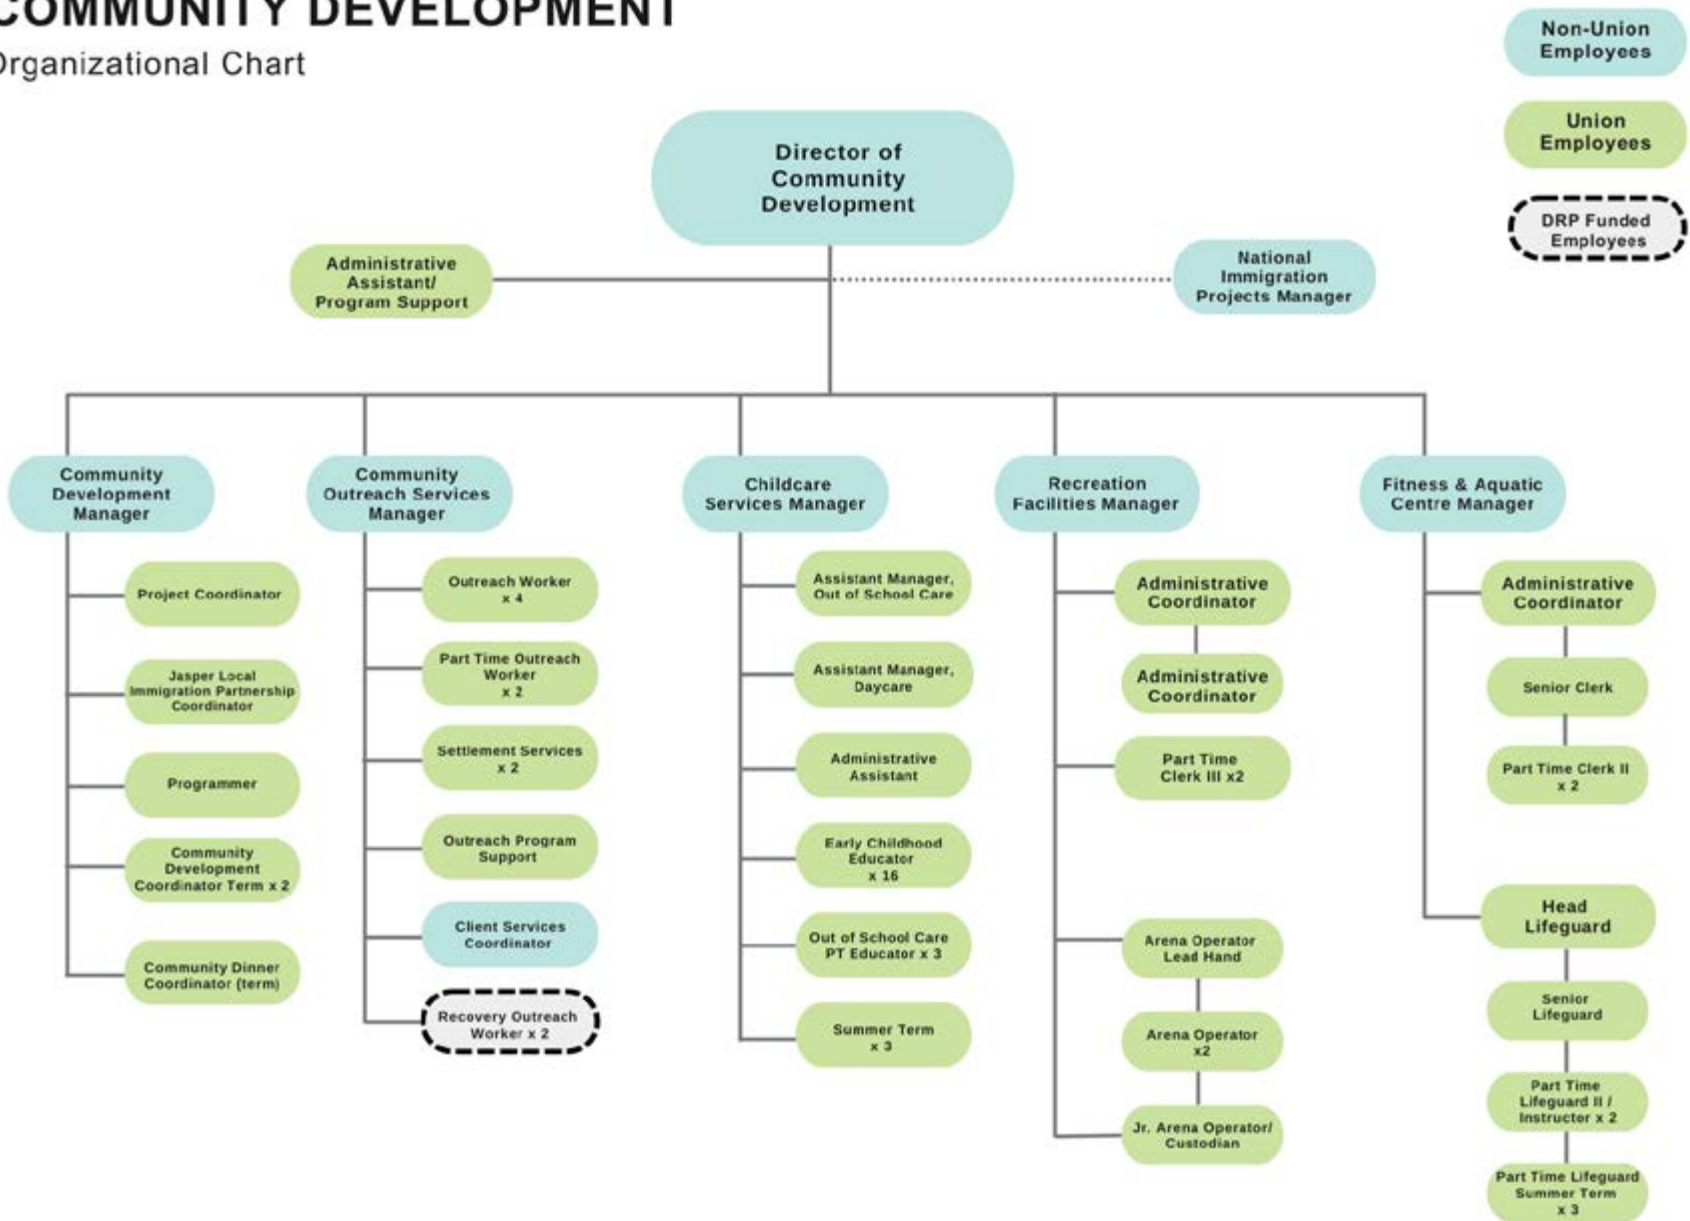 COMMUNITY DEVELOPMENT
Organizational Chart
Non-Union
Employees
Union
Employees
DRP Funded
Employees
Director of
Community
Development
Administrative
Assistant/
Program Support
National
Immigration
Projects Manager
Community
Development
Manager
Project Coordinator
Jasper Local
Immigration Partnership
Coordinator
Programmer
Community
Development
Coordinator Term x 2
Community Dinner
Coordinator (term)
Community
Outreach Services
Manager
Outreach Worker
x 4
Part Time Outreach
Worker
x 2
Settlement Services
x 2
Outreach Program
Support
Client Services
Coordinator
Recovery Outreach
Worker x 2
Childcare
Services Manager
Assistant Manager,
Out of School Care
Assistant Manager,
Daycare
Administrative
Assistant
Early Childhood
Educator
x 16
Out of School Care
PT Educator x 3
Summer Term
x 3
Recreation
Facilities Manager
Administrative
Coordinator
Administrative
Coordinator
Part Time
Clerk III x2
Arena Operator
Lead Hand
Arena Operator
x2
Jr. Arena Operator/
Custodian
Fitness & Aquatic
Centre Manager
Administrative
Coordinator
Senior Clerk
Part Time Clerk II
x 2
Head
Lifeguard
Senior
Lifeguard
Part Time
Lifeguard II /
Instructor x 2
Part Time Lifeguard
Summer Term
x 3